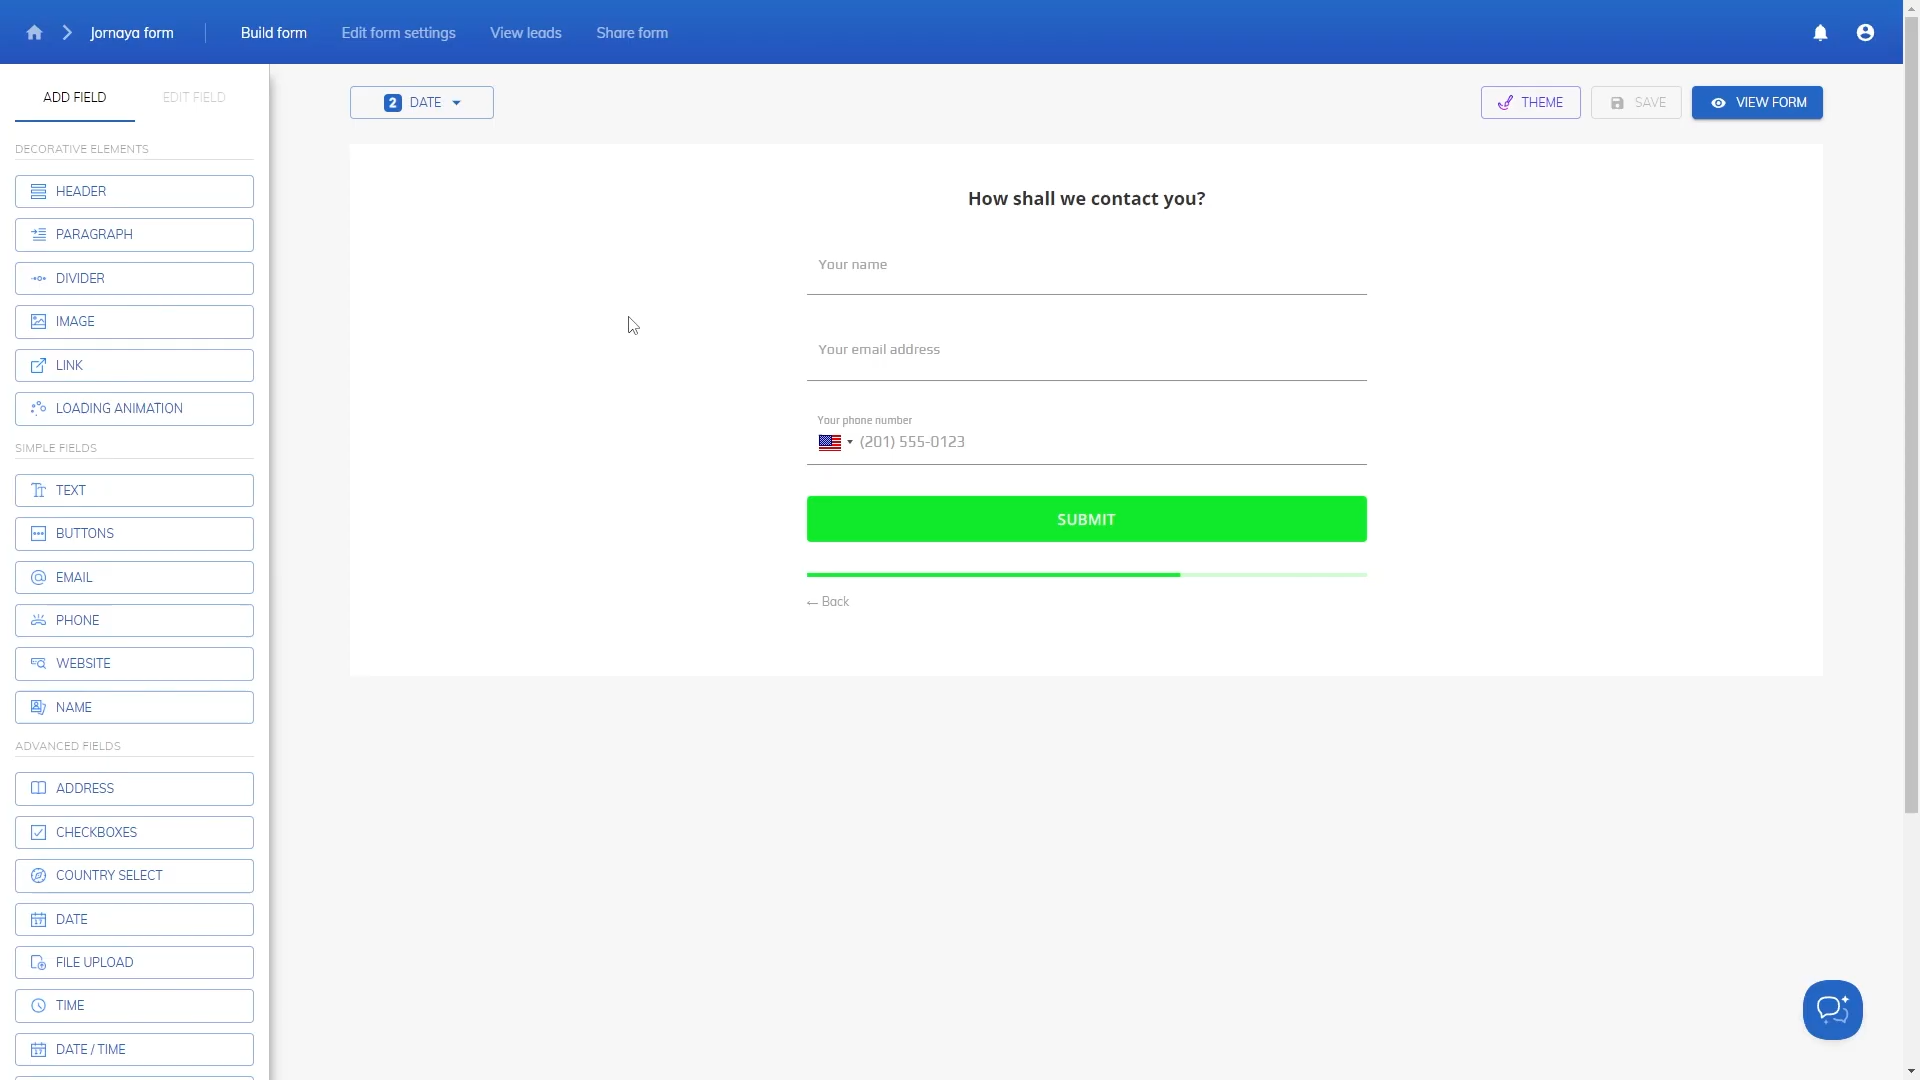 Jornaya form
Build form
Edit form settings
View leads
Share form
ADD FIELD
EDIT FIELD
2 DATE
THEME
SAVE
VIEW FORM
DECORATIVE ELEMENTS
HEADER
PARAGRAPH
DIVIDER
IMAGE
LINK
LOADING ANIMATION
SIMPLE FIELDS
TEXT
BUTTONS
EMAIL
PHONE
WEBSITE
NAME
ADVANCED FIELDS
ADDRESS
CHECKBOXES
COUNTRY SELECT
DATE
FILE UPLOAD
TIME
DATE / TIME
How shall we contact you?
Your name
Your email address
Your phone number
(201) 555-0123
SUBMIT
← Back